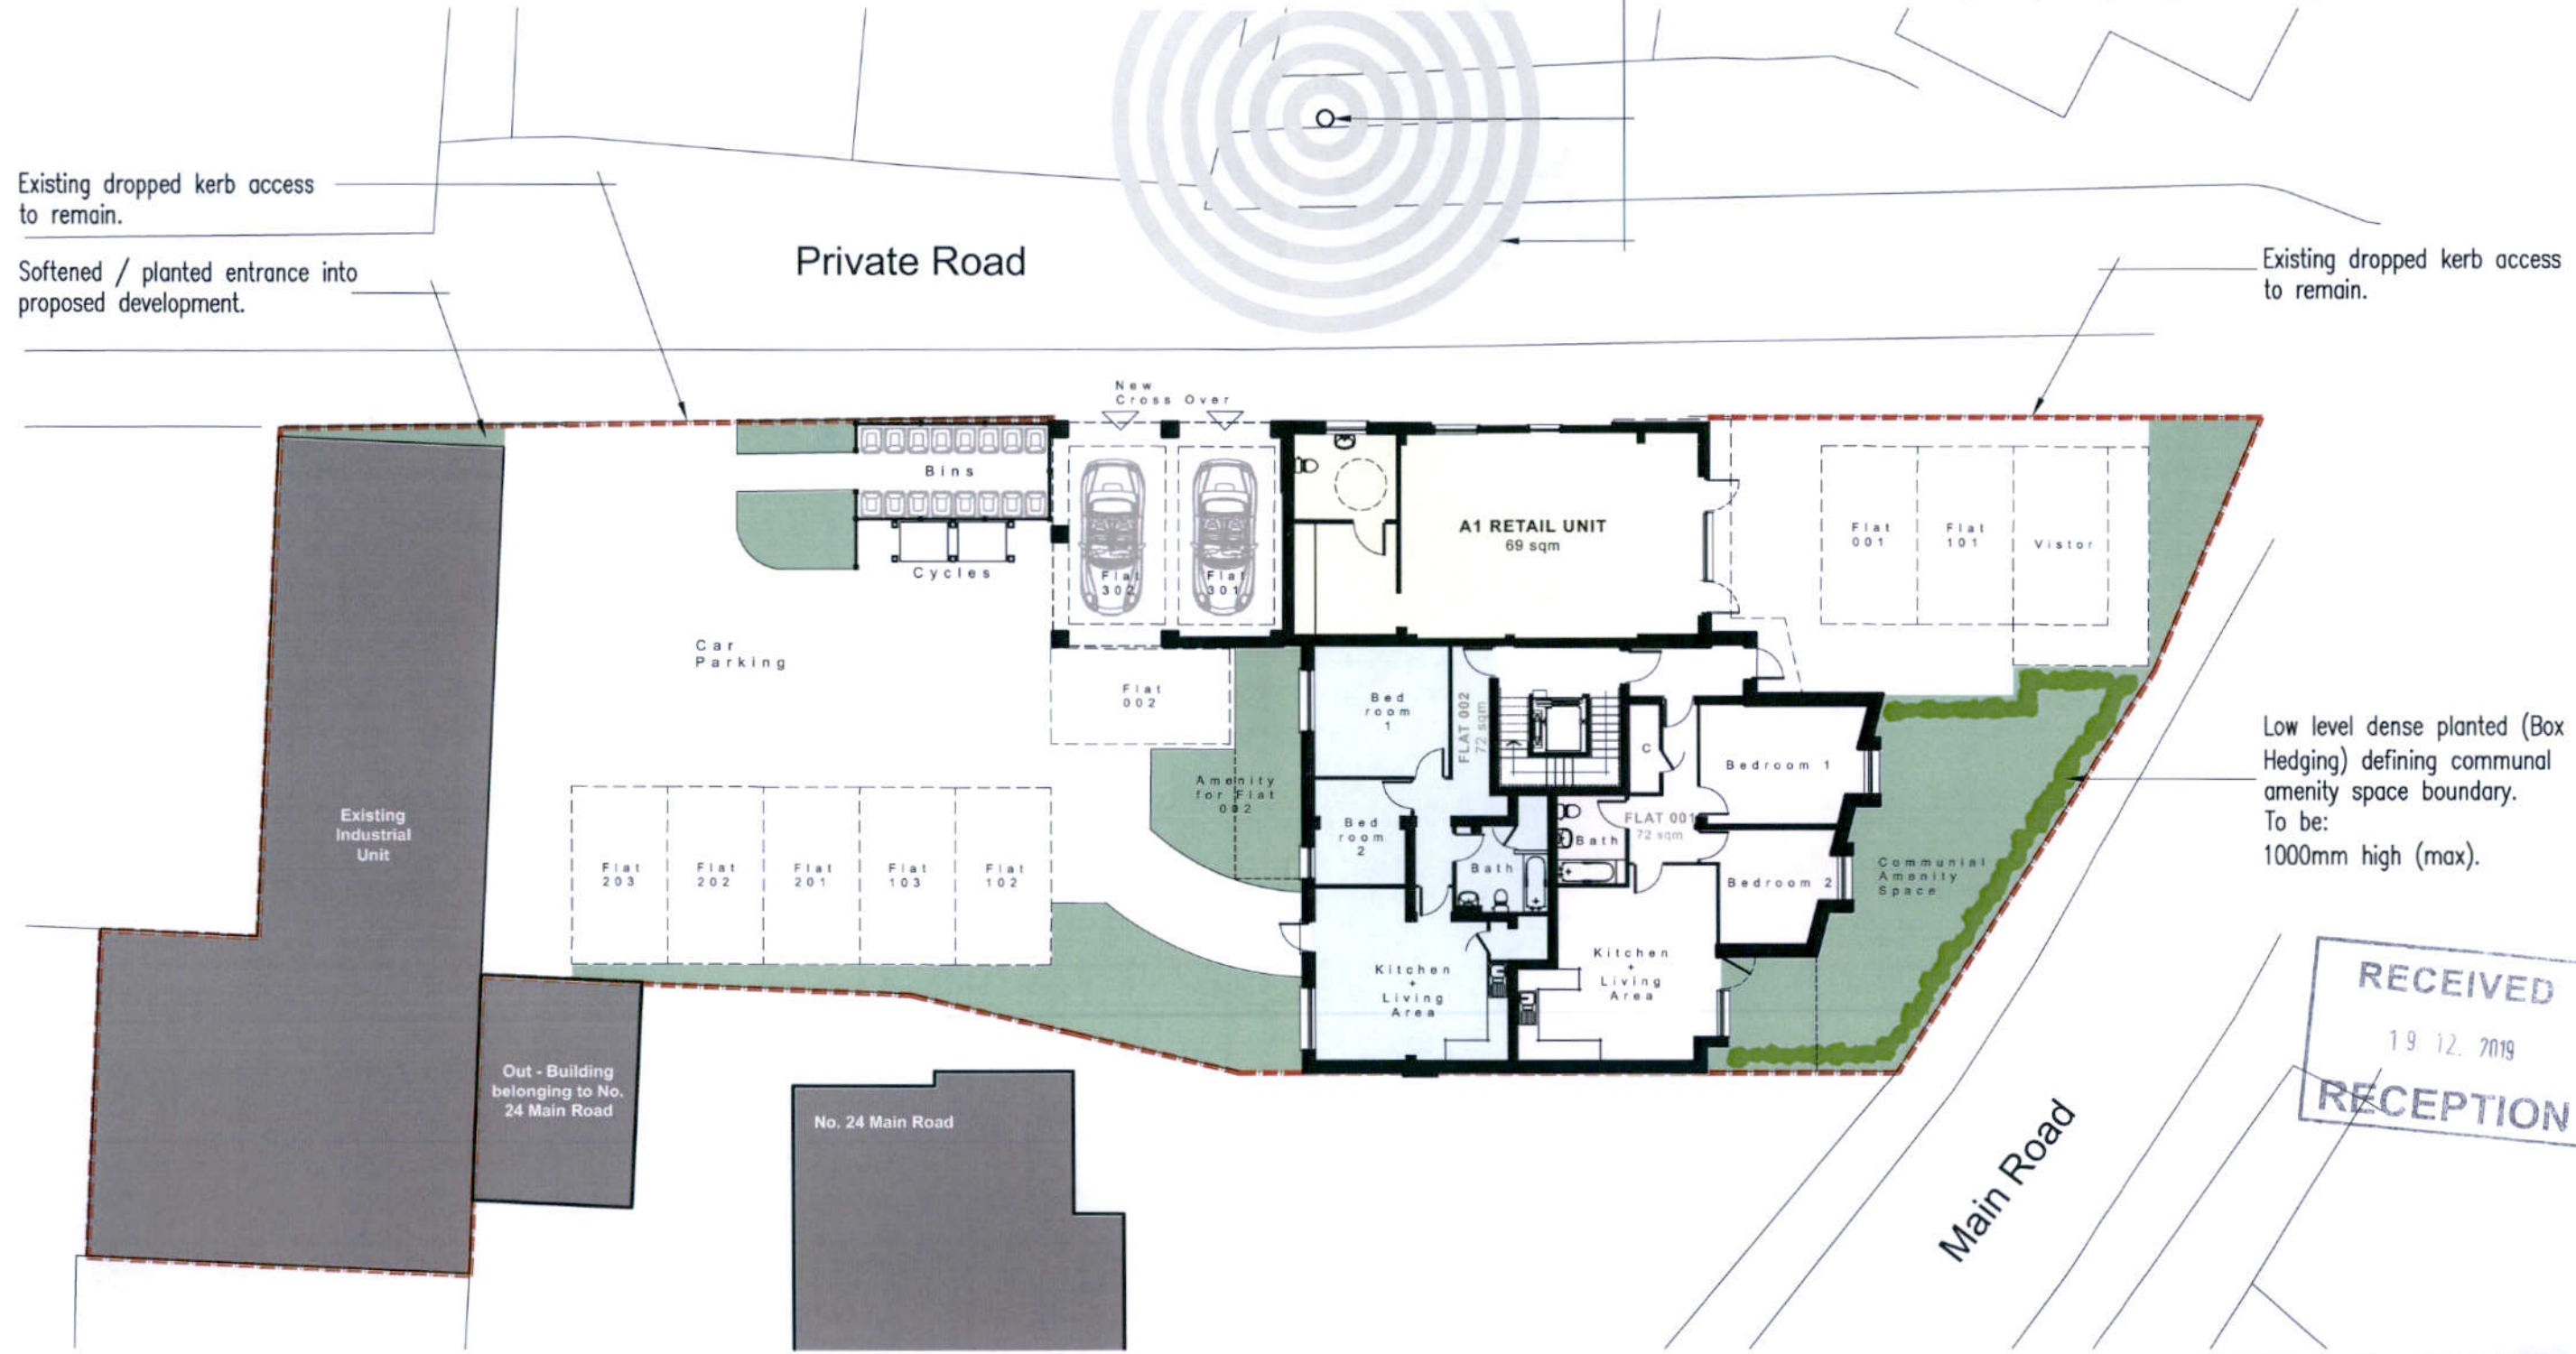 Existing dropped kerb access
to remain.
Softened / planted entrance into
proposed development.
Private Road
Existing dropped kerb access
to remain.
New
Cross Over
Bins
Cycles
Flat
302
Flat
301
A1 RETAIL UNIT
69 sqm
Flat
001
Flat
101
Vistor
Car
Parking
Flat
002
Bed
room
1
FLAT 002
72 sqm
C
Bedroom 1
Low level dense planted (Box
Hedging) defining communal
amenity space boundary.
To be:
1000mm high (max).
Existing
Industrial
Unit
Amenity
for Flat
002
Bed
room
2
Bath
Bath
FLAT 001
72 sqm
Bedroom 2
Communial
Amenity
Space
Flat
203
Flat
202
Flat
201
Flat
103
Flat
102
Kitchen
+
Living
Area
Kitchen
+
Living
Area
RECEIVED
19 12. 2019
RECEPTION
Out - Building
belonging to No.
24 Main Road
No. 24 Main Road
Main Road